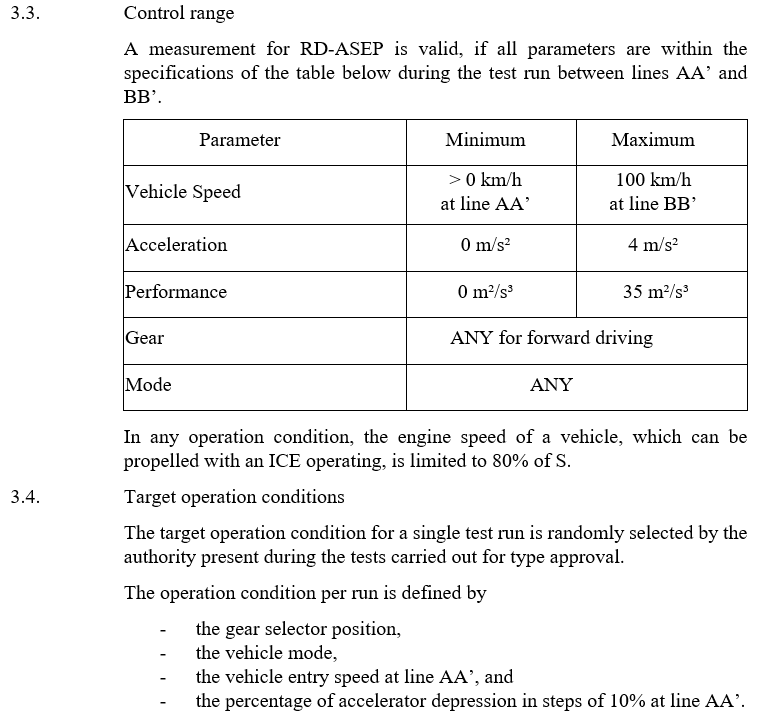 3.3. Control range
A measurement for RD-ASEP is valid, if all parameters are within the
specifications of the table below during the test run between lines AA’ and
BB’.
Parameter Minimum Maximum
Vehicle Speed > 0 km/h at line AA’ 100 km/h at line BB’
Acceleration 0 m/s² 4 m/s²
Performance 0 m²/s³ 35 m²/s³
Gear ANY for forward driving
Mode ANY
In any operation condition, the engine speed of a vehicle, which can be
propelled with an ICE operating, is limited to 80% of S.
3.4. Target operation conditions
The target operation condition for a single test run is randomly selected by the
authority present during the tests carried out for type approval.
The operation condition per run is defined by
- the gear selector position,
- the vehicle mode,
- the vehicle entry speed at line AA’, and
- the percentage of accelerator depression in steps of 10% at line AA’.